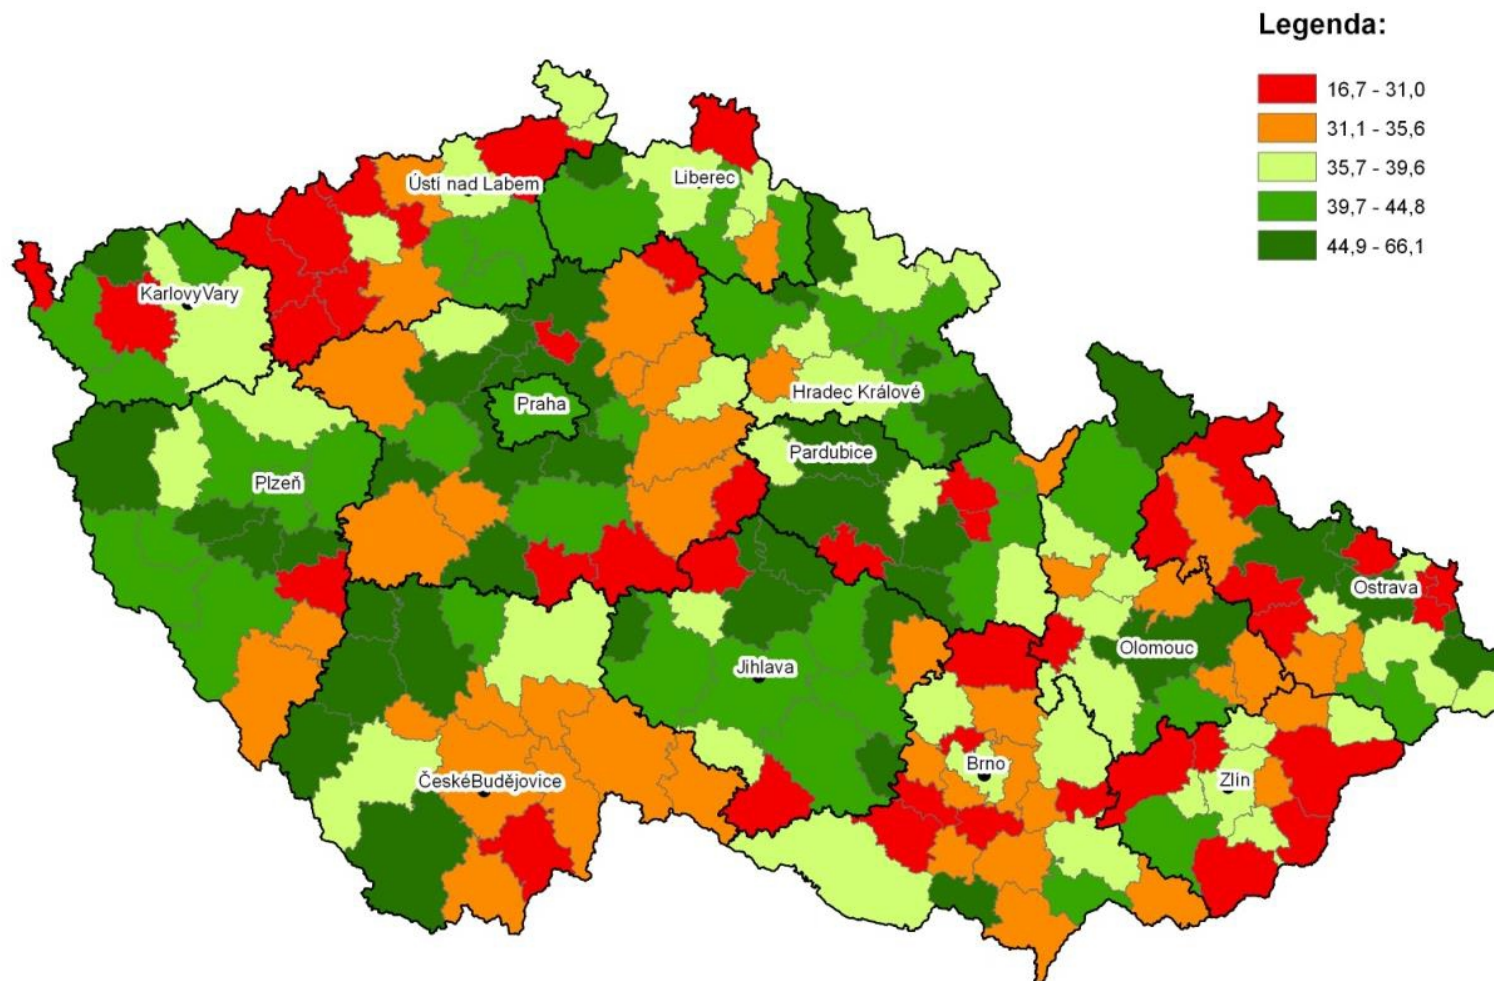 Legenda:
16,7 - 31,0
31,1 - 35,6
35,7 - 39,6
39,7 - 44,8
44,9 - 66,1
Ústí nad Labem
Liberec
KarlovyVary
Hradec Králové
Praha
Pardubice
Plzeň
Ostrava
Olomouc
Jihlava
Brno
ČeskéBudějovice
Zlín